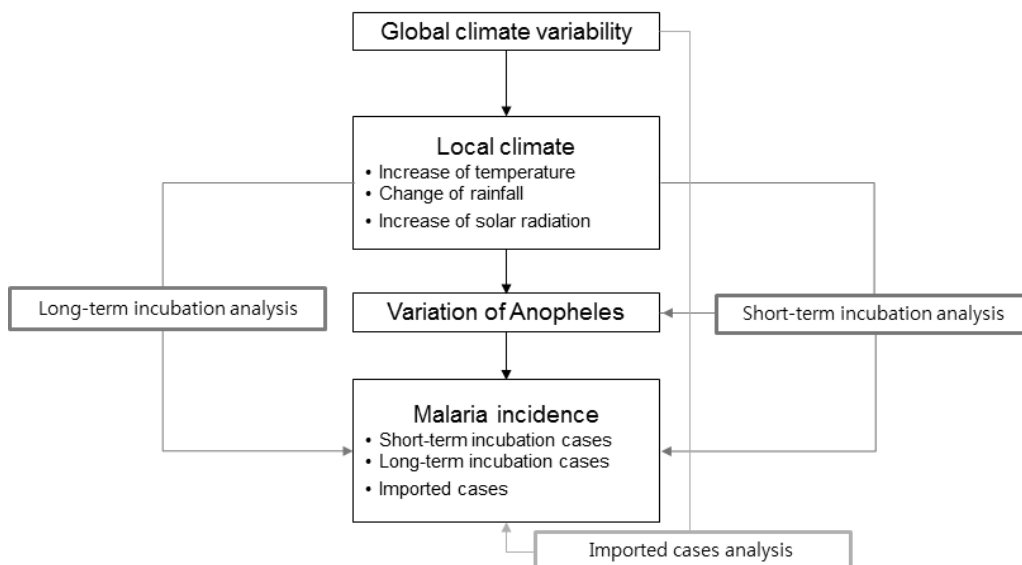 Global climate variability
Local climate
• Increase of temperature
• Change of rainfall
• Increase of solar radiation
Long-term incubation analysis
Variation of Anopheles
Short-term incubation analysis
Malaria incidence
• Short-term incubation cases
• Long-term incubation cases
• Imported cases
Imported cases analysis